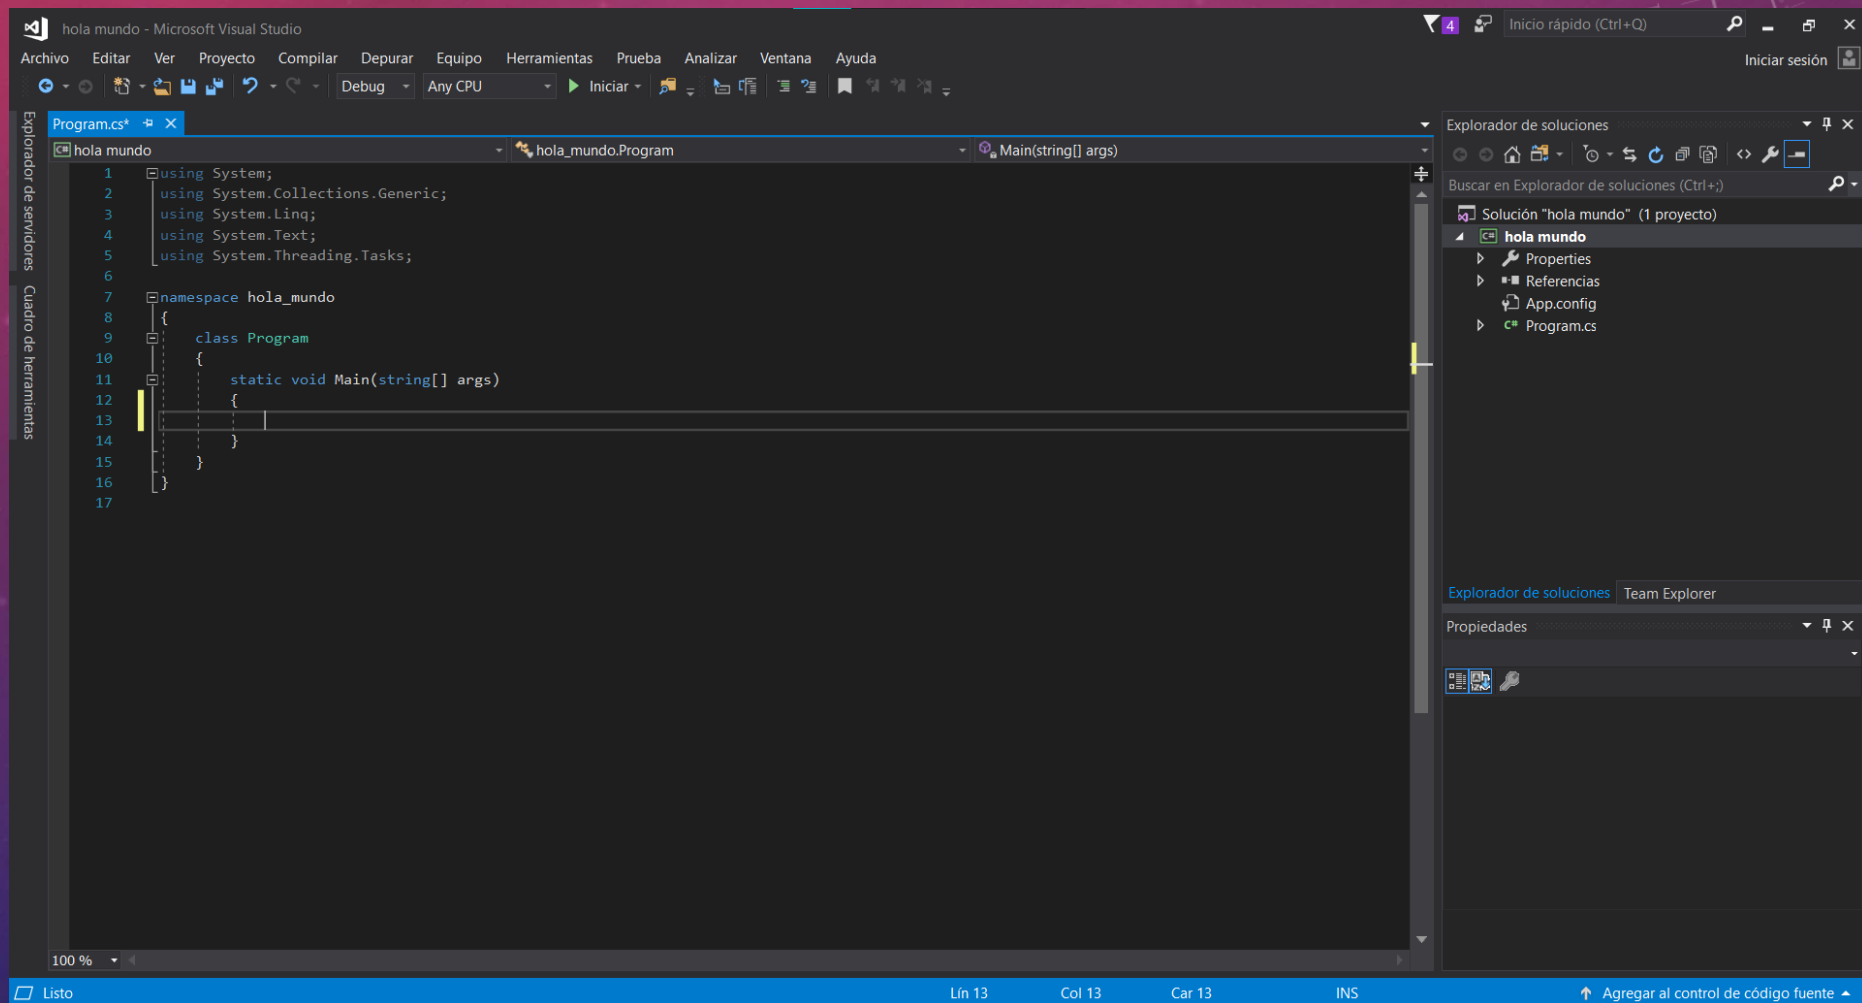 hola mundo - Microsoft Visual Studio
4
Inicio rápido (Ctrl+Q)
Archivo Editar Ver Proyecto Compilar Depurar Equipo Herramientas Prueba Analizar Ventana Ayuda
Iniciar sesión
Debug Any CPU Iniciar
Explorador de servidores
Cuadro de herramientas
Program.cs*
C# hola mundo
hola_mundo.Program
Main(string[] args)
1 using System;
2 using System.Collections.Generic;
3 using System.Linq;
4 using System.Text;
5 using System.Threading.Tasks;
6
7 namespace hola_mundo
8 {
9 class Program
10 {
11 static void Main(string[] args)
12 {
13
14 }
15 }
16 }
17
100 %
Explorador de soluciones
Buscar en Explorador de soluciones (Ctrl+;)
Solución "hola mundo" (1 proyecto)
C# hola mundo
Properties
Referencias
App.config
C# Program.cs
Explorador de soluciones Team Explorer
Propiedades
Listo Lín 13 Col 13 Car 13 INS Agregar al control de código fuente